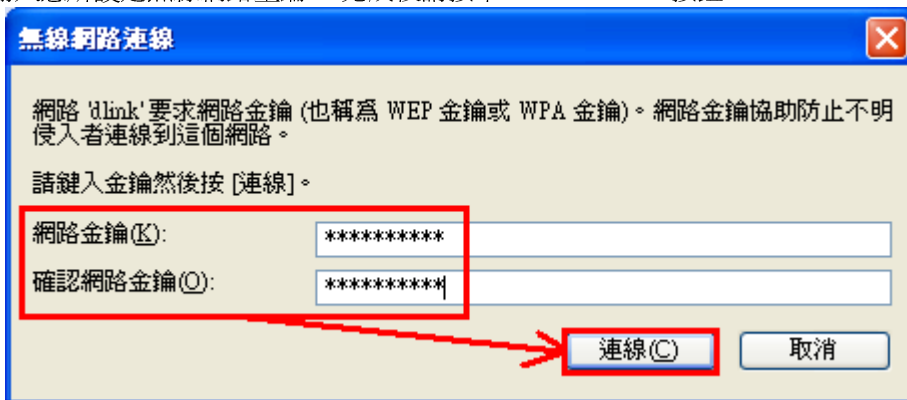 無線網路連線
網路 'dlink' 要求網路金鑰 (也稱為 WEP 金鑰或 WPA 金鑰)。網路金鑰協助防止不明
侵入者連線到這個網路。
請鍵入金鑰然後按 [連線]。
網路金鑰(K): **********
確認網路金鑰(O): **********
連線(C) 取消